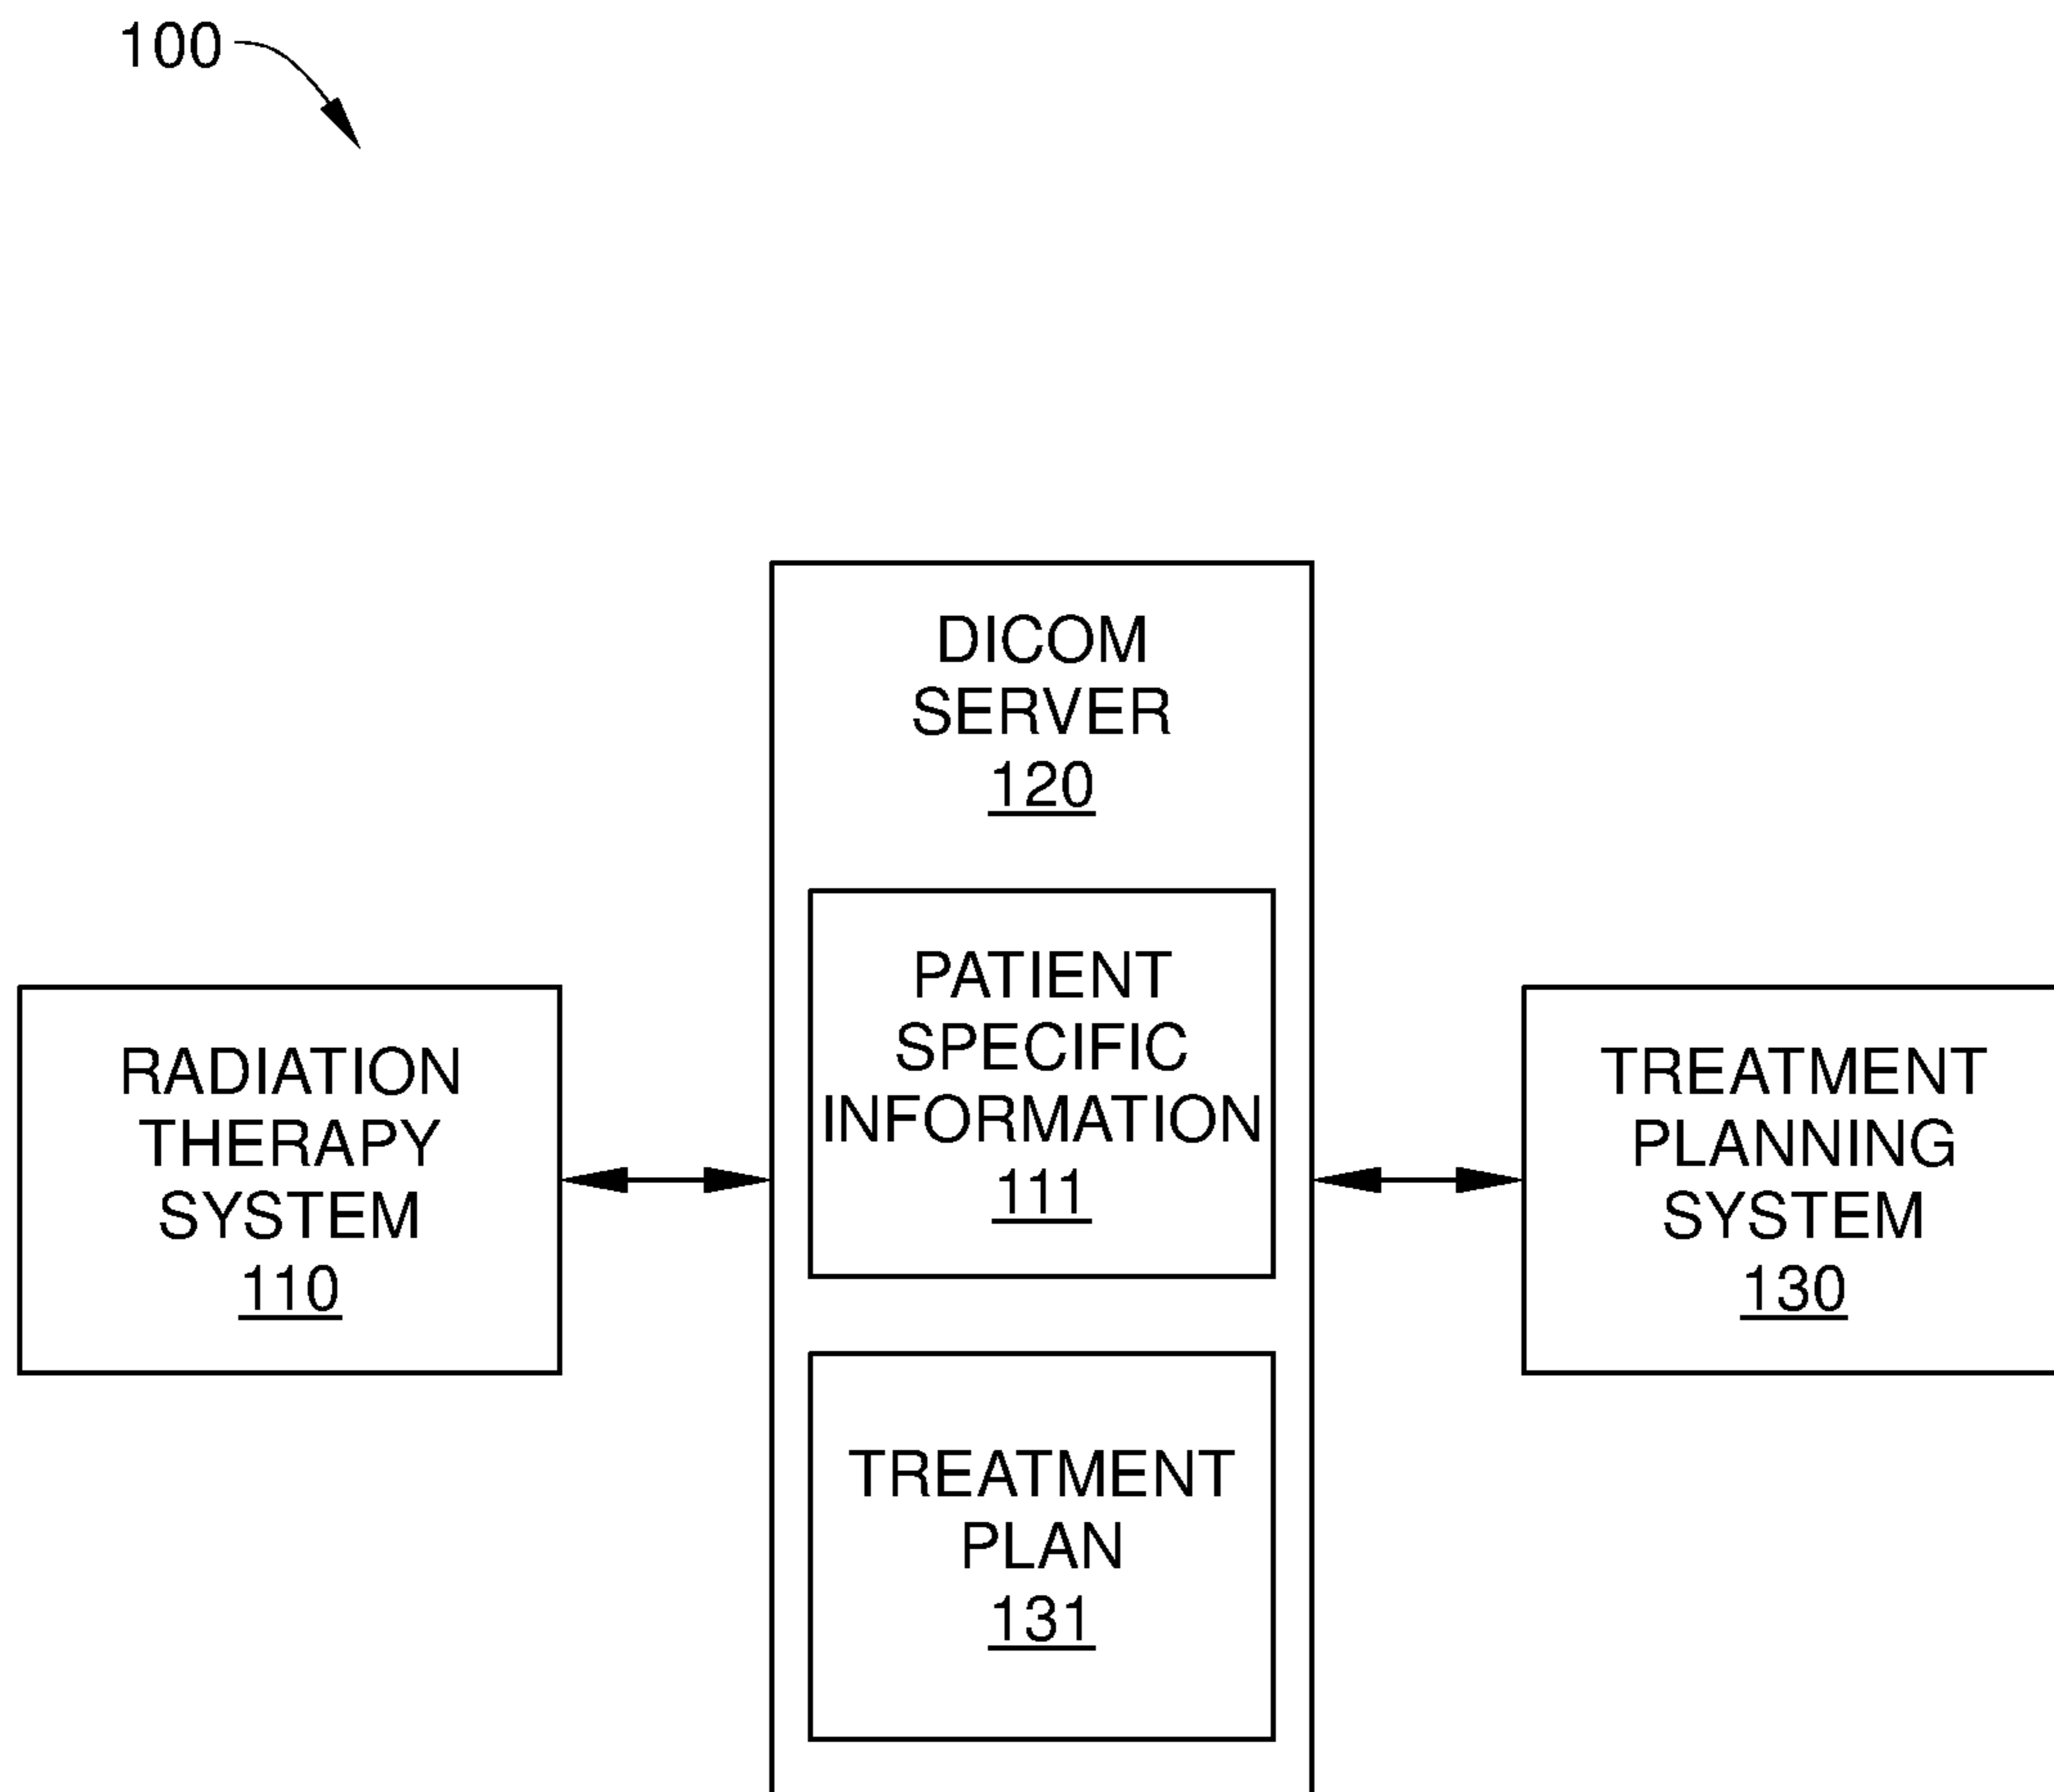 100
DICOM
SERVER
120
PATIENT
SPECIFIC
INFORMATION
111
RADIATION
THERAPY
SYSTEM
110
TREATMENT
PLANNING
SYSTEM
130
TREATMENT
PLAN
131